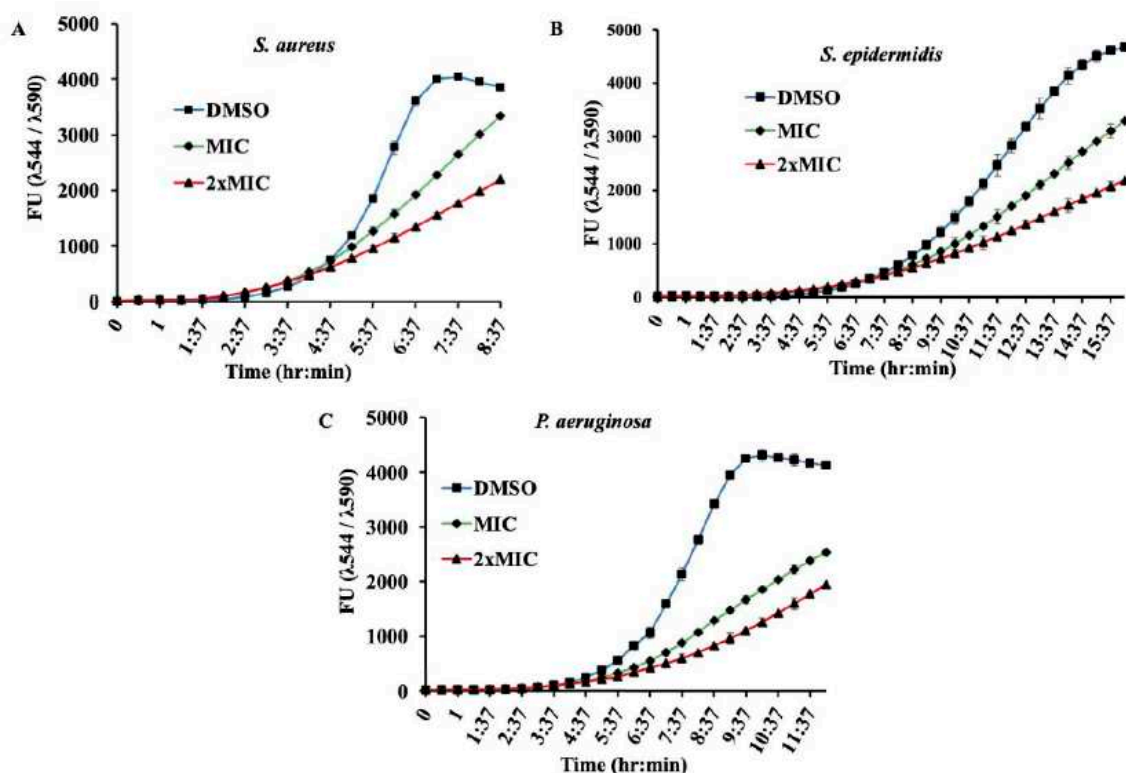 A
S. aureus
5000
4000
3000
2000
1000
0
FU (λ544 / λ590)
DMSO
MIC
2xMIC
0
1
1:37
2:37
3:37
4:37
5:37
6:37
7:37
8:37
Time (hr:min)
B
S. epidermidis
5000
4000
3000
2000
1000
0
FU (λ544 / λ590)
DMSO
MIC
2xMIC
0
1
1:37
2:37
3:37
4:37
5:37
6:37
7:37
8:37
9:37
10:37
11:37
12:37
13:37
14:37
15:37
Time (hr:min)
C
P. aeruginosa
5000
4000
3000
2000
1000
0
FU (λ544 / λ590)
DMSO
MIC
2xMIC
0
1
1:37
2:37
3:37
4:37
5:37
6:37
7:37
8:37
9:37
10:37
11:37
Time (hr:min)